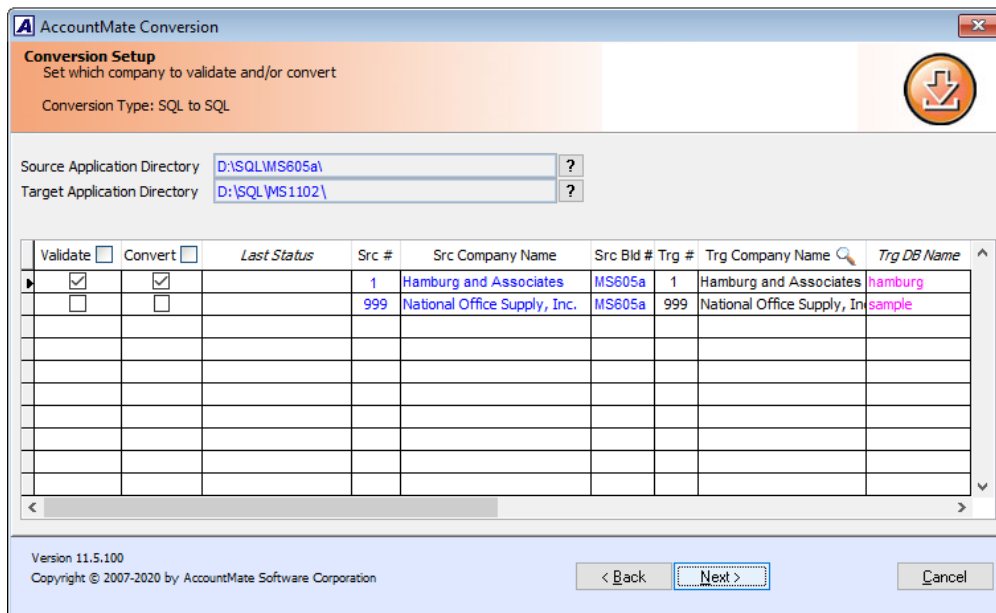 AccountMate Conversion
Conversion Setup
Set which company to validate and/or convert
Conversion Type: SQL to SQL
Source Application Directory D:\SQL\MS605a\ ?
Target Application Directory D:\SQL\MS1102\ ?
Validate Convert Last Status Src # Src Company Name Src Bld # Trg # Trg Company Name Trg DB Name
1 Hamburg and Associates MS605a 1 Hamburg and Associates hamburg
999 National Office Supply, Inc. MS605a 999 National Office Supply, In sample
Version 11.5.100
Copyright © 2007-2020 by AccountMate Software Corporation
< Back Next > Cancel